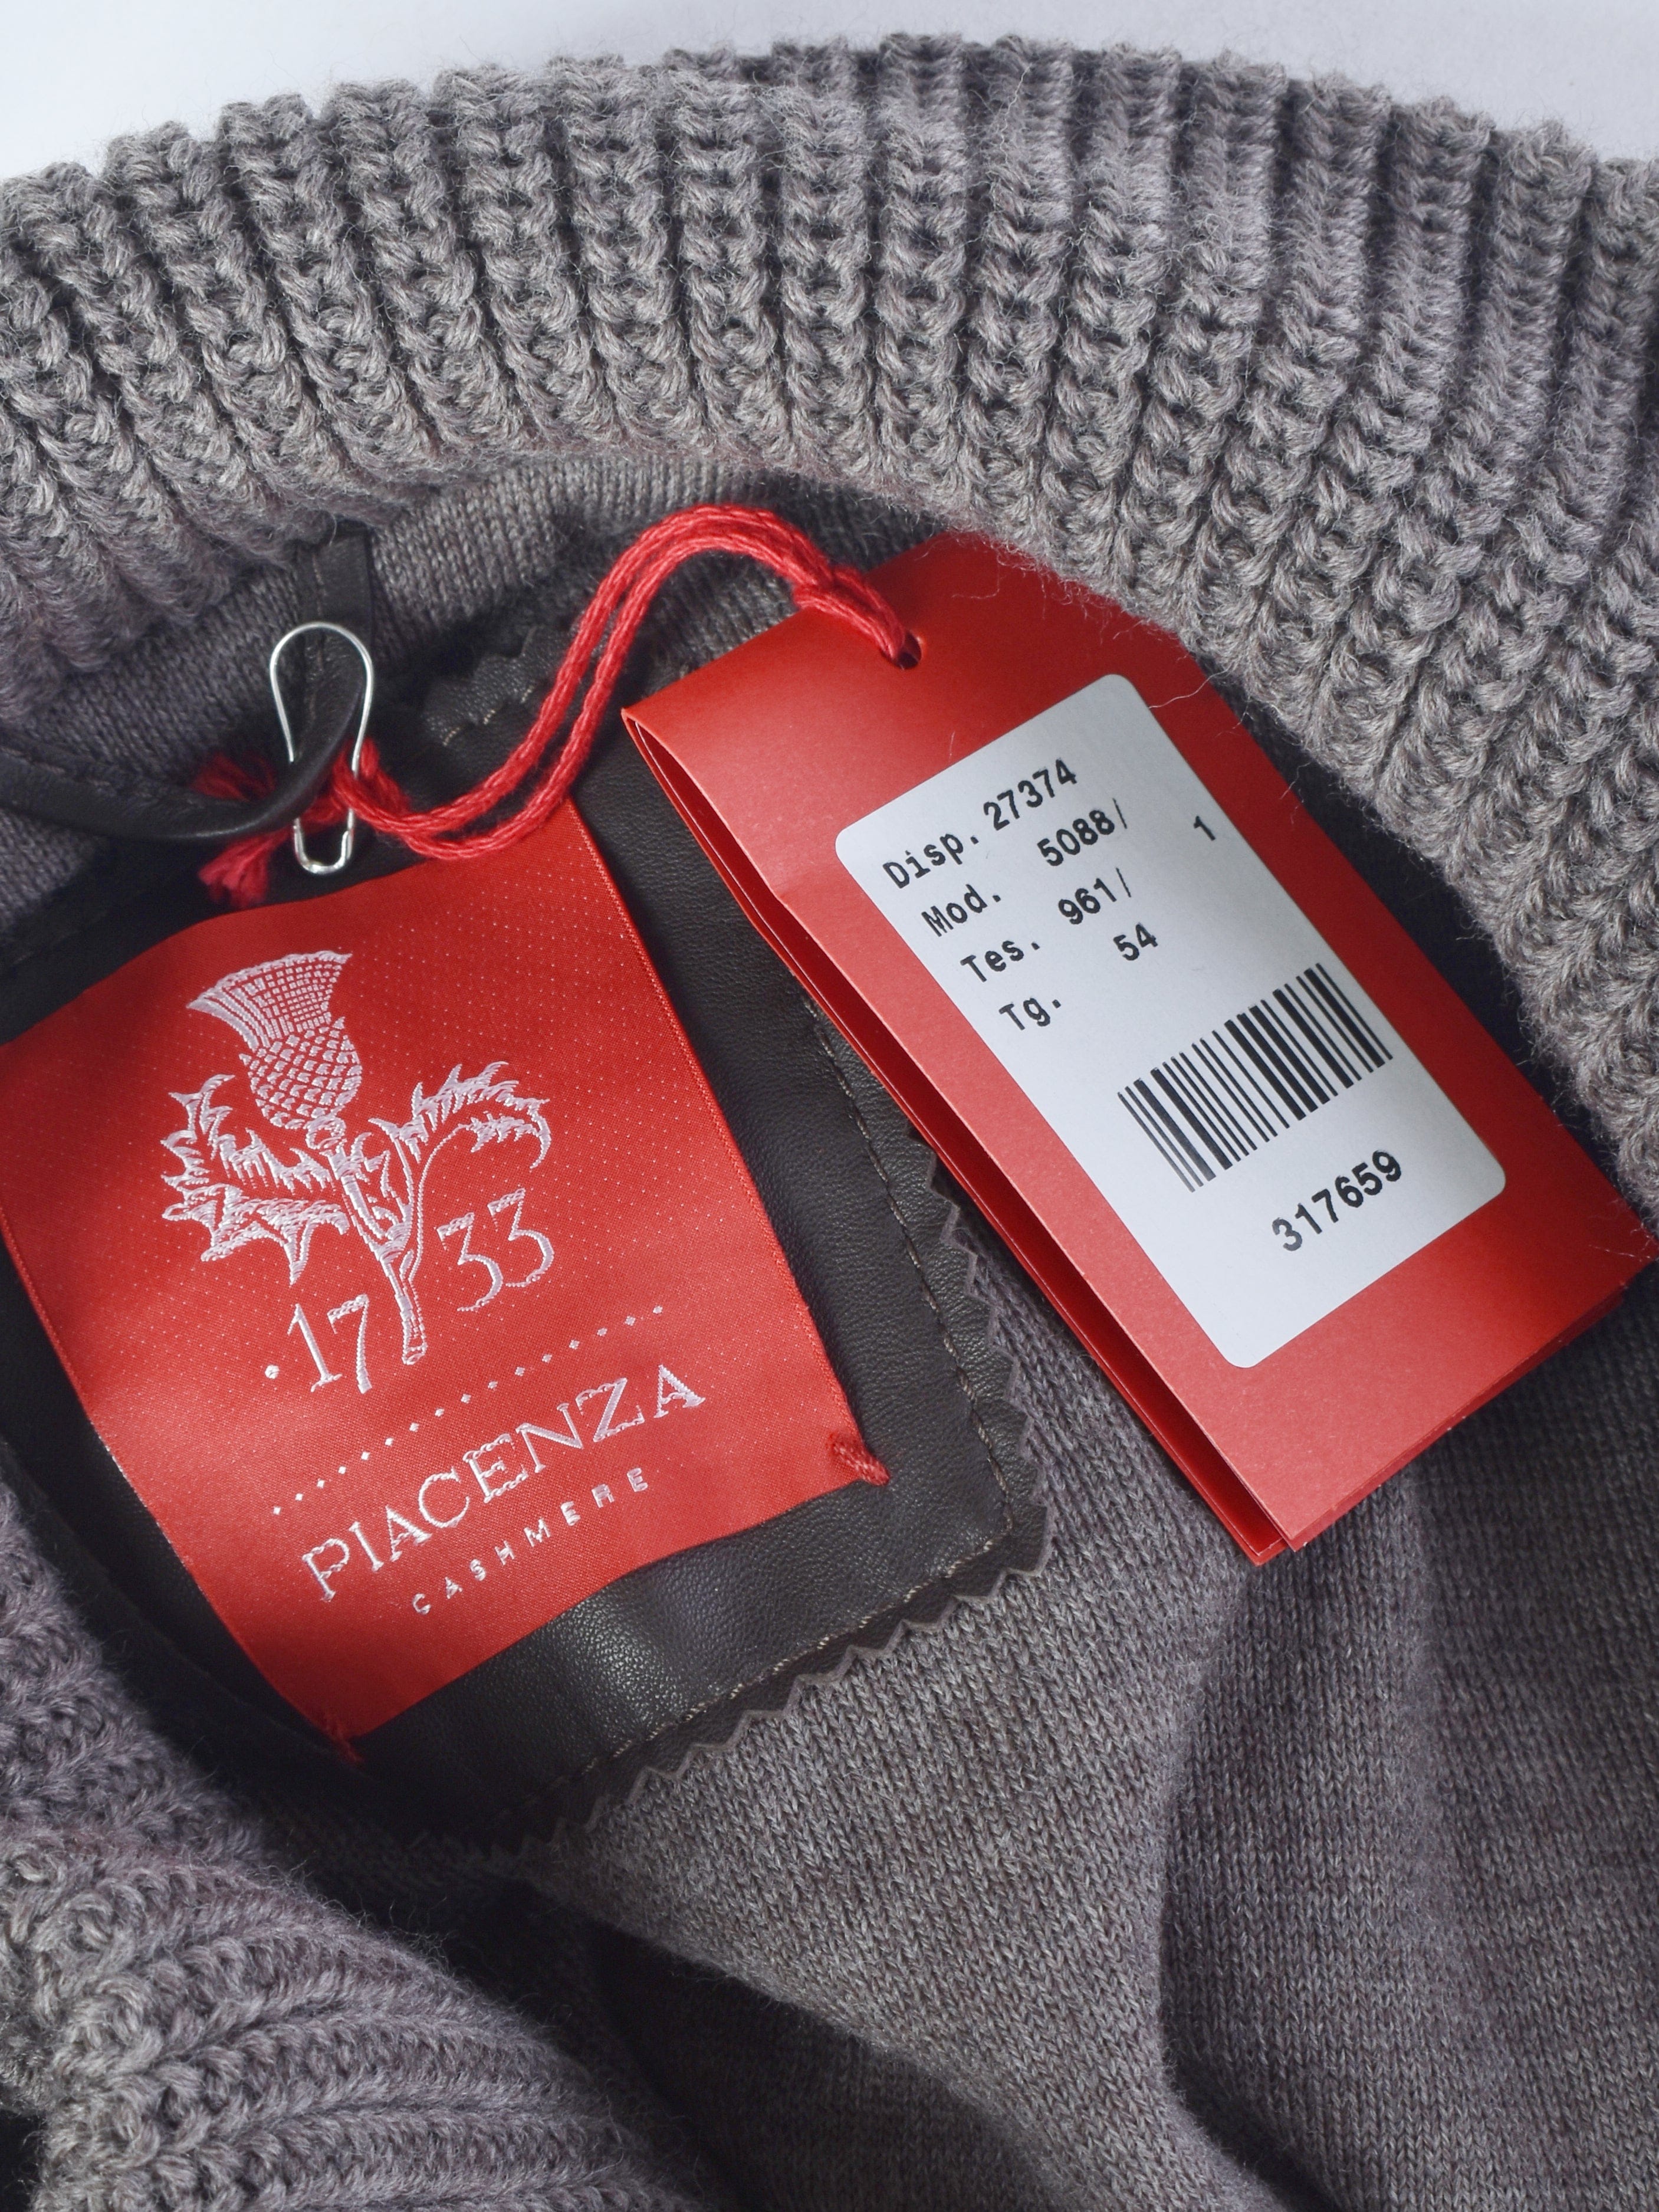 ·17 33
PIACENZA
CASHMERE
Disp. 27374
Mod. 5088/ 1
Tes. 961/
Tg. 54
317659